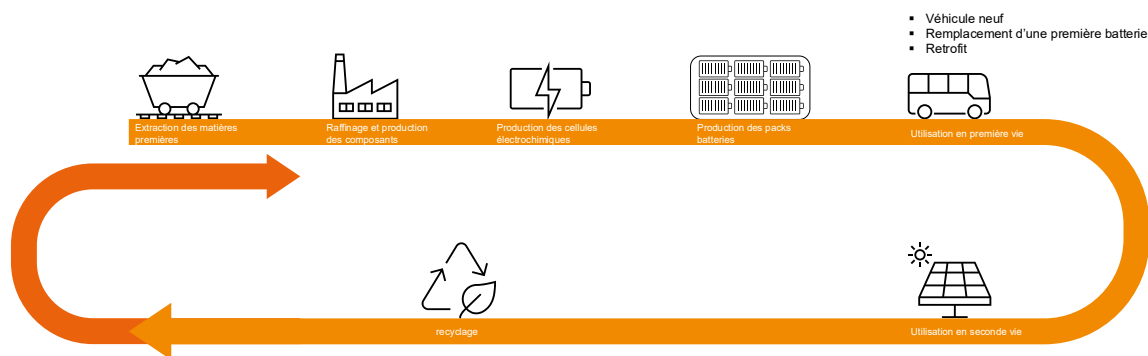 Véhicule neuf
Remplacement d'une première batterie
Retrofit
Extraction des matières
premières
Raffinage et production
des composants
Production des cellules
électrochimiques
Production des packs
batteries
Utilisation en première vie
recyclage
Utilisation en seconde vie